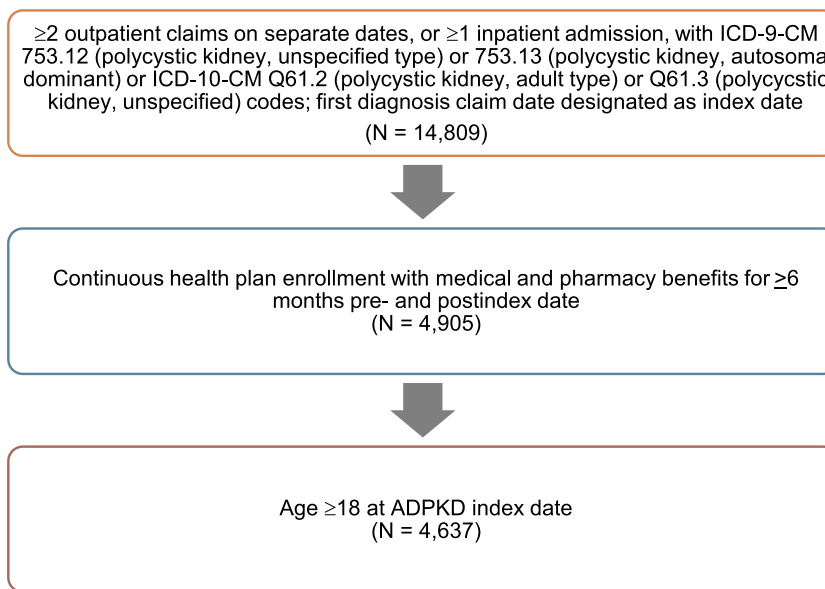 ≥2 outpatient claims on separate dates, or ≥1 inpatient admission, with ICD-9-CM
753.12 (polycystic kidney, unspecified type) or 753.13 (polycystic kidney, autosomal
dominant) or ICD-10-CM Q61.2 (polycystic kidney, adult type) or Q61.3 (polycycstic
kidney, unspecified) codes; first diagnosis claim date designated as index date
(N = 14,809)
Continuous health plan enrollment with medical and pharmacy benefits for ≥6
months pre- and postindex date
(N = 4,905)
Age ≥18 at ADPKD index date
(N = 4,637)